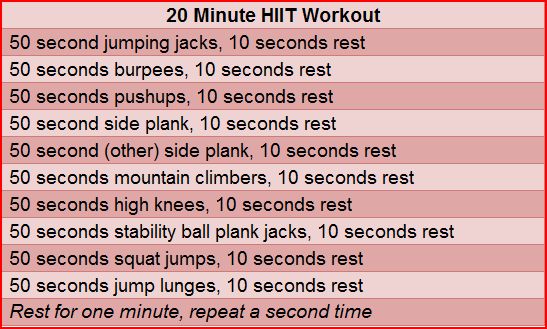 20 Minute HIIT Workout
50 second jumping jacks, 10 seconds rest
50 seconds burpees, 10 seconds rest
50 seconds pushups, 10 seconds rest
50 second side plank, 10 seconds rest
50 second (other) side plank, 10 seconds rest
50 seconds mountain climbers, 10 seconds rest
50 seconds high knees, 10 seconds rest
50 seconds stability ball plank jacks, 10 seconds rest
50 seconds squat jumps, 10 seconds rest
50 seconds jump lunges, 10 seconds rest
Rest for one minute, repeat a second time